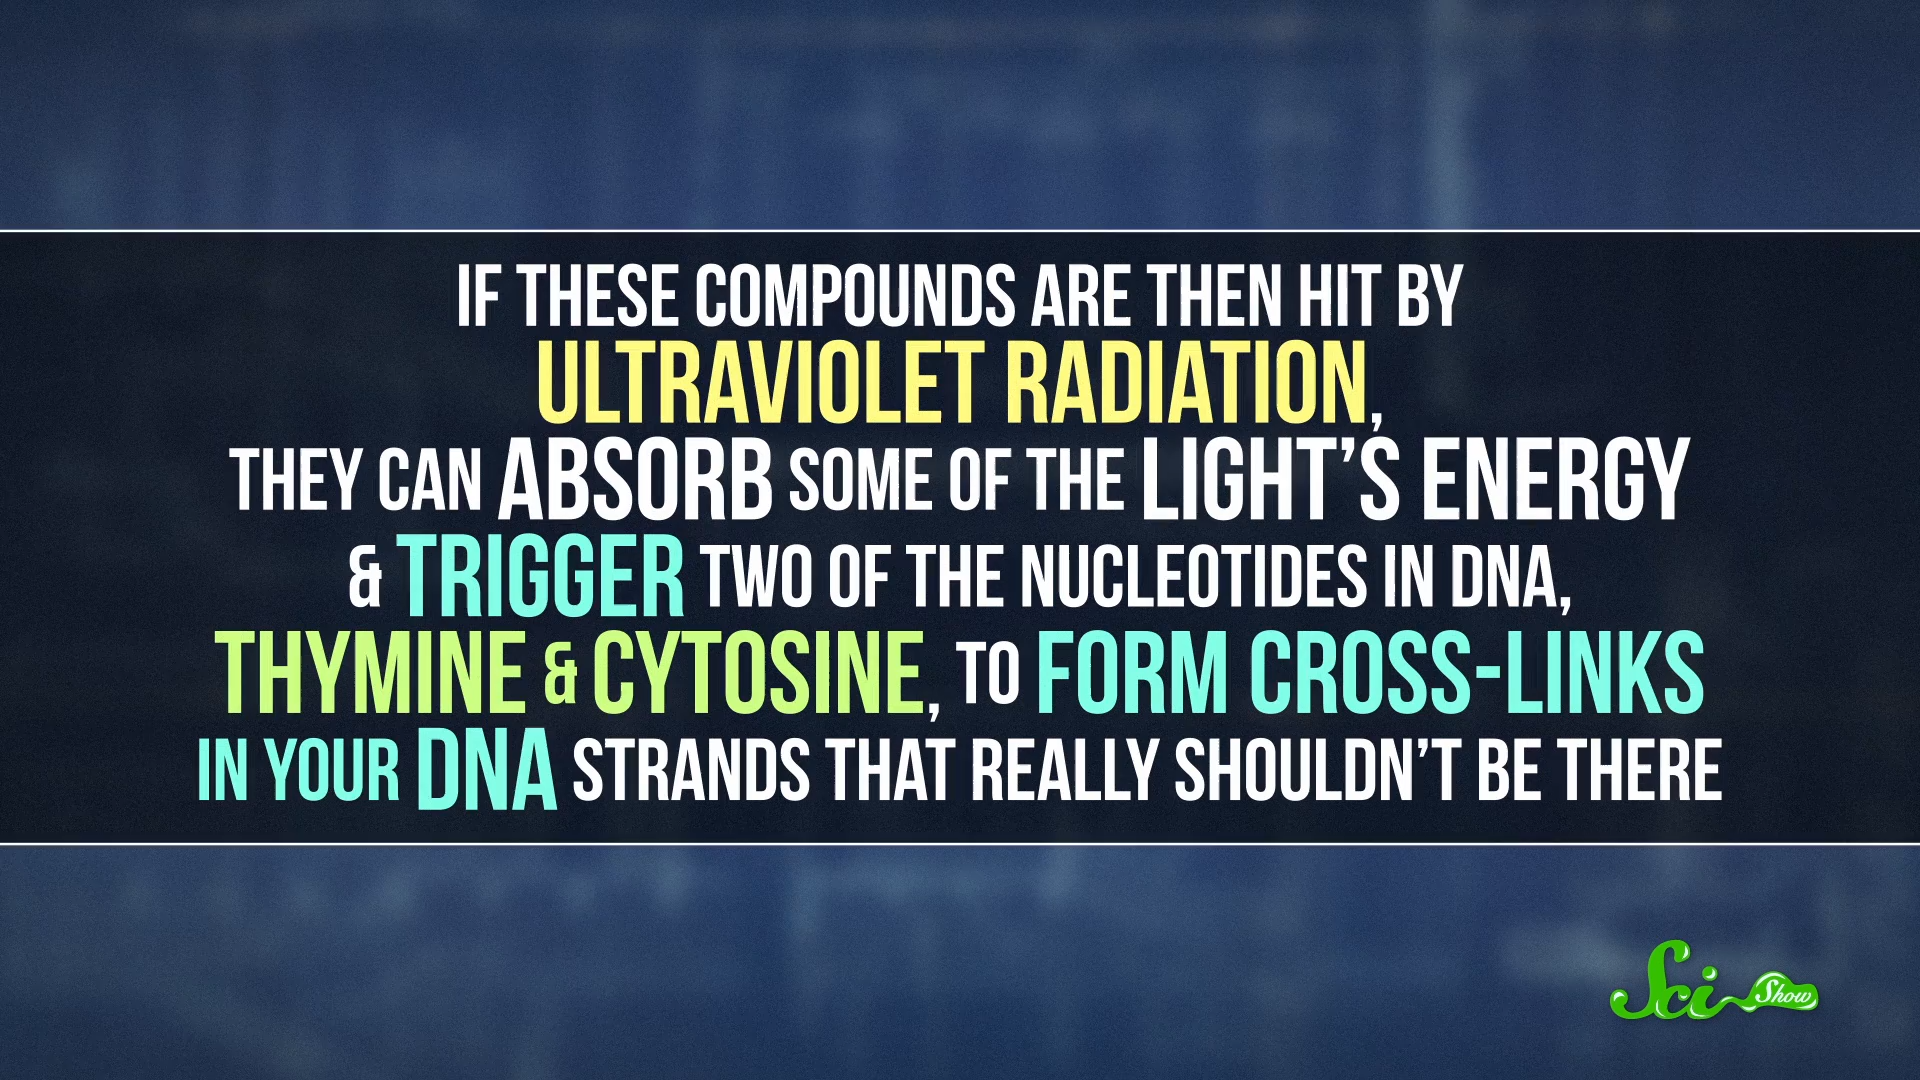 IF THESE COMPOUNDS ARE THEN HIT BY
ULTRAVIOLET RADIATION,
THEY CAN ABSORB SOME OF THE LIGHT'S ENERGY
& TRIGGER TWO OF THE NUCLEOTIDES IN DNA,
THYMINE & CYTOSINE, TO FORM CROSS-LINKS
IN YOUR DNA STRANDS THAT REALLY SHOULDN'T BE THERE
Sci Show